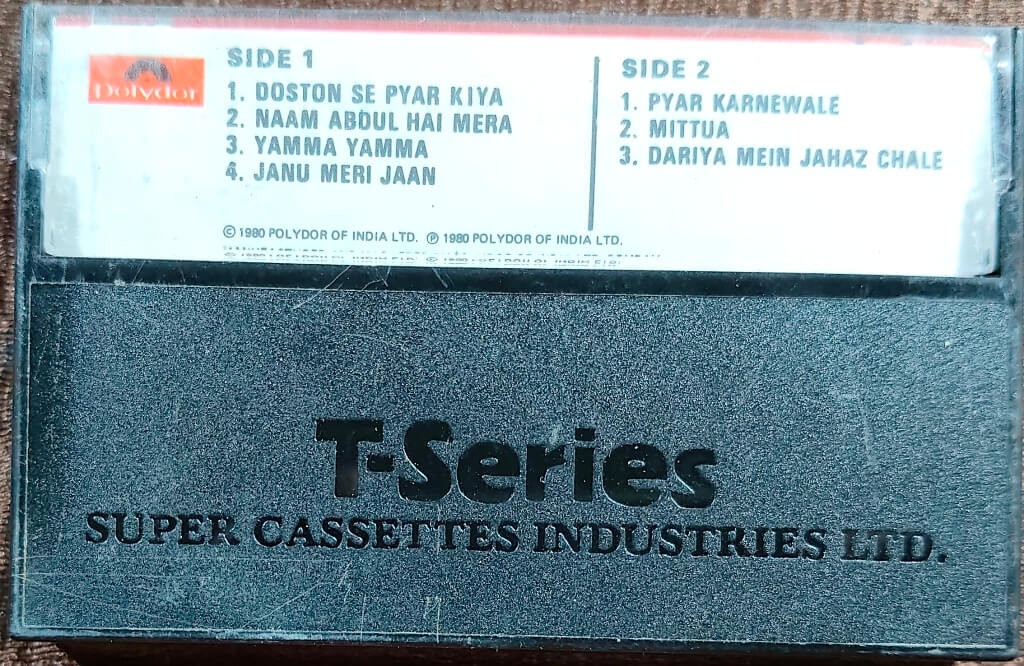 Polydor
SIDE 1
1. DOSTON SE PYAR KIYA
2. NAAM ABDUL HAI MERA
3. YAMMA YAMMA
4. JANU MERI JAAN
SIDE 2
1. PYAR KARNEWALE
2. MITTUA
3. DARIYA MEIN JAHAZ CHALE
© 1980 POLYDOR OF INDIA LTD. ℗ 1980 POLYDOR OF INDIA LTD.
T-Series
SUPER CASSETTES INDUSTRIES LTD.